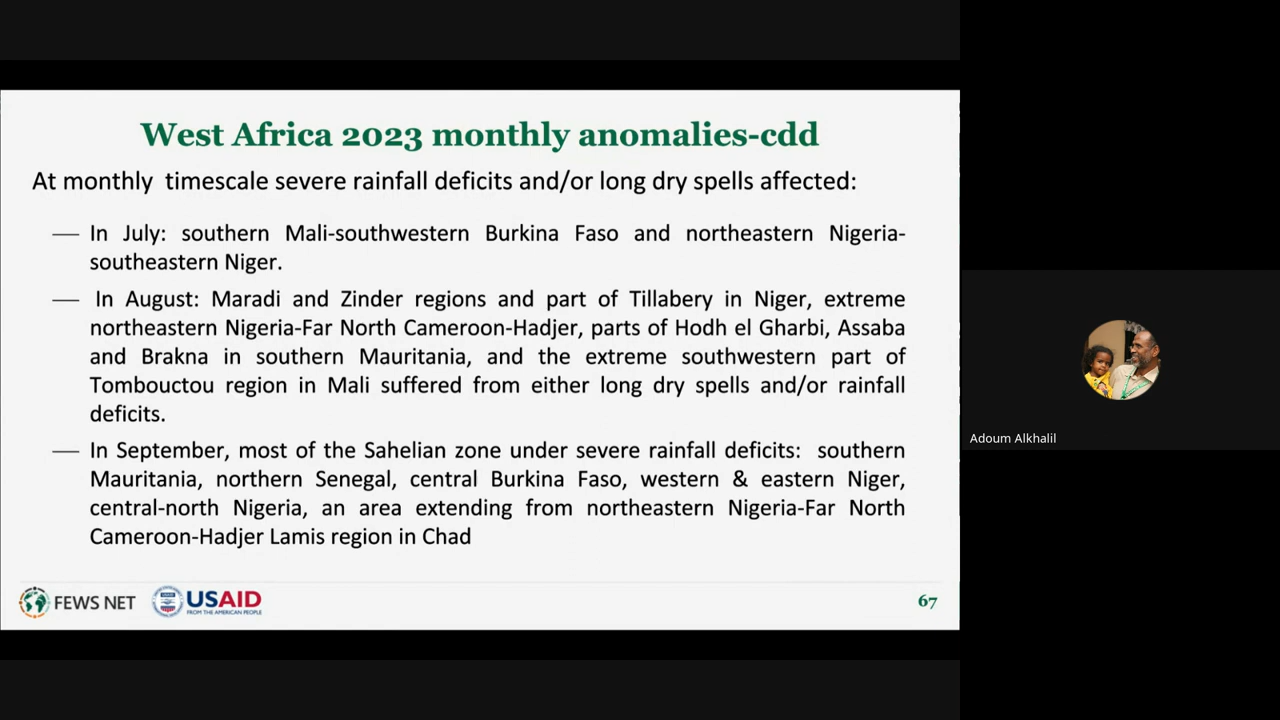 West Africa 2023 monthly anomalies-cdd
At monthly timescale severe rainfall deficits and/or long dry spells affected:
— In July: southern Mali-southwestern Burkina Faso and northeastern Nigeria-
southeastern Niger.
— In August: Maradi and Zinder regions and part of Tillabery in Niger, extreme
northeastern Nigeria-Far North Cameroon-Hadjer, parts of Hodh el Gharbi, Assaba
and Brakna in southern Mauritania, and the extreme southwestern part of
Tombouctou region in Mali suffered from either long dry spells and/or rainfall
deficits.
— In September, most of the Sahelian zone under severe rainfall deficits: southern
Mauritania, northern Senegal, central Burkina Faso, western & eastern Niger,
central-north Nigeria, an area extending from northeastern Nigeria-Far North
Cameroon-Hadjer Lamis region in Chad
FEWS NET
USAID
FROM THE AMERICAN PEOPLE
67
Adoum Alkhalil